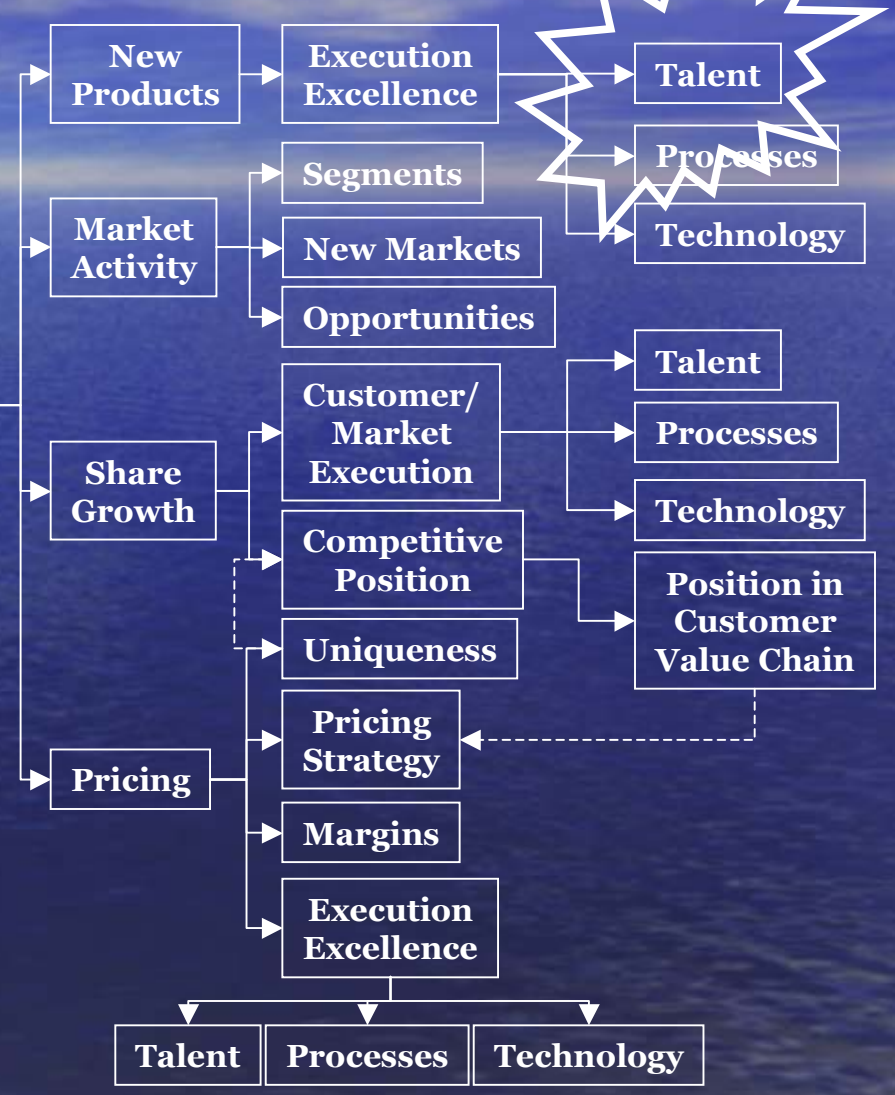 New
Products
Execution
Excellence
Talent
Processes
Technology
Market
Activity
Segments
New Markets
Opportunities
Share
Growth
Customer/
Market
Execution
Talent
Processes
Technology
Competitive
Position
Position in
Customer
Value Chain
Pricing
Uniqueness
Pricing
Strategy
Margins
Execution
Excellence
Talent
Processes
Technology